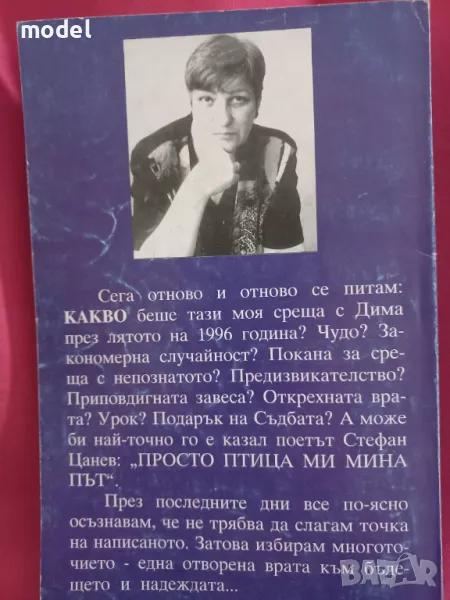 model
Сега отново и отново се питам:
КАКВО беше тази моя среща с Дима
през лятото на 1996 година? Чудо? За-
кономерна случайност? Покана за сре-
ща с непознатото? Предизвикателство?
Приповдигната завеса? Открехната вра-
та? Урок? Подарък на Съдбата? А може
би най-точно го е казал поетът Стефан
Цанев: „ПРОСТО ПТИЦА МИ МИНА
ПЪТ“.
През последните дни все по-ясно
осъзнавам, че не трябва да слагам точка
на написаното. Затова избирам многото-
чието - една отворена врата към бъде-
щето и надеждата...
BAZAR